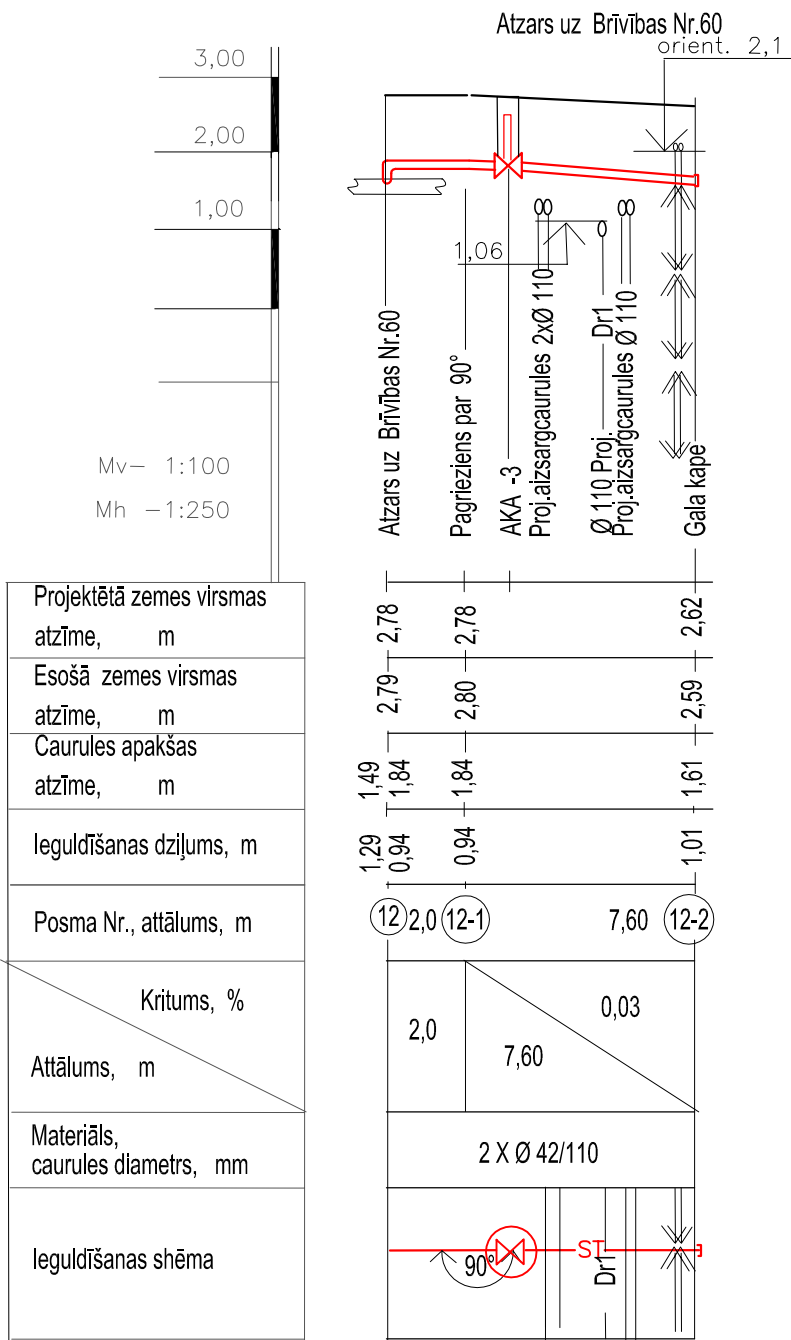 Atzars uz Brīvības Nr.60
orient. 2,1
3,00
2,00
1,00
1,06
Mv- 1:100
Mh -1:250
Atzars uz Brīvības Nr.60
Pagrieziens par 90°
AKA -3
Proj.aizsargcaurules 2xØ 110
Ø 110 Proj. Dr1
Proj.aizsargcaurules Ø 110
Gala kape
Projektētā zemes virsmas
atzīme, m
2,78 2,78 2,62
Esošā zemes virsmas
atzīme, m
2,79 2,80 2,59
Caurules apakšas
atzīme, m
1,49 1,84 1,84 1,61
Ieguldīšanas dziļums, m
1,29 0,94 0,94 1,01
Posma Nr., attālums, m
12 2,0 12-1 7,60 12-2
Kritums, %
Attālums, m
2,0 7,60 0,03
Materiāls,
caurules diametrs, mm
2 X Ø 42/110
Ieguldīšanas shēma
90° ST Dr1